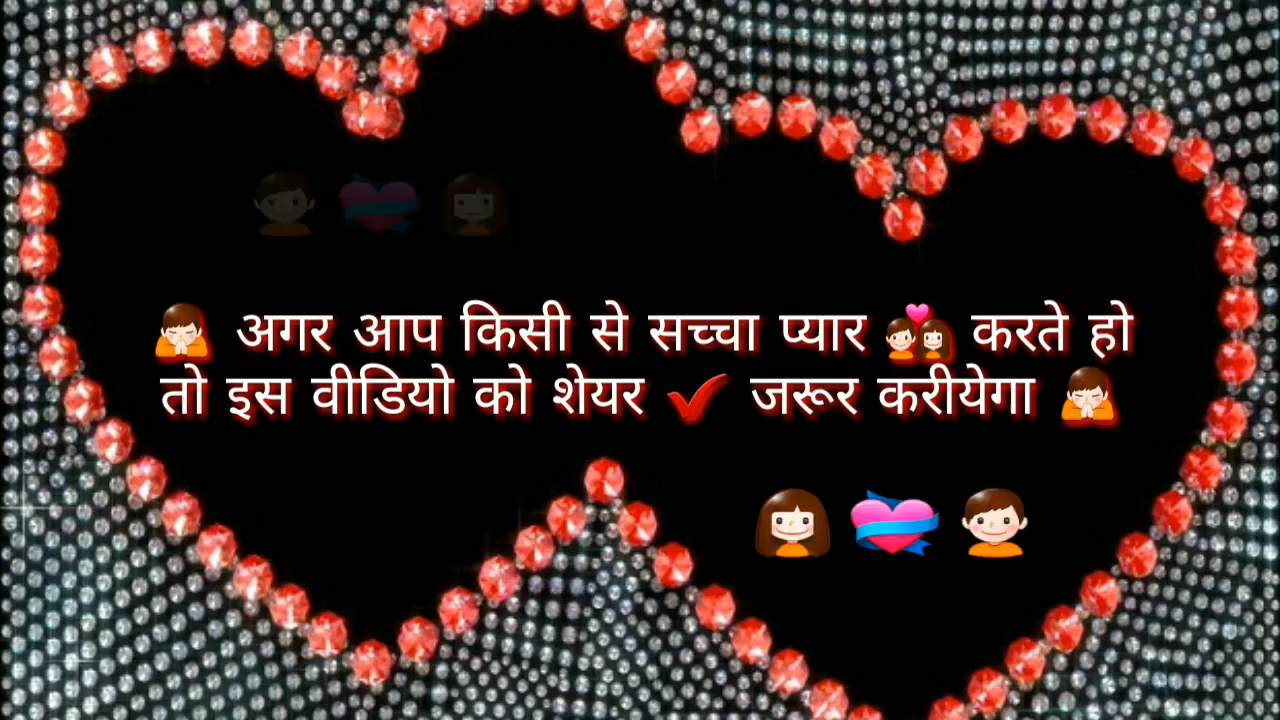 🙏 अगर आप किसी से सच्चा प्यार 💑 करते हो
तो इस वीडियो को शेयर ✔ जरूर करीयेगा 🙏